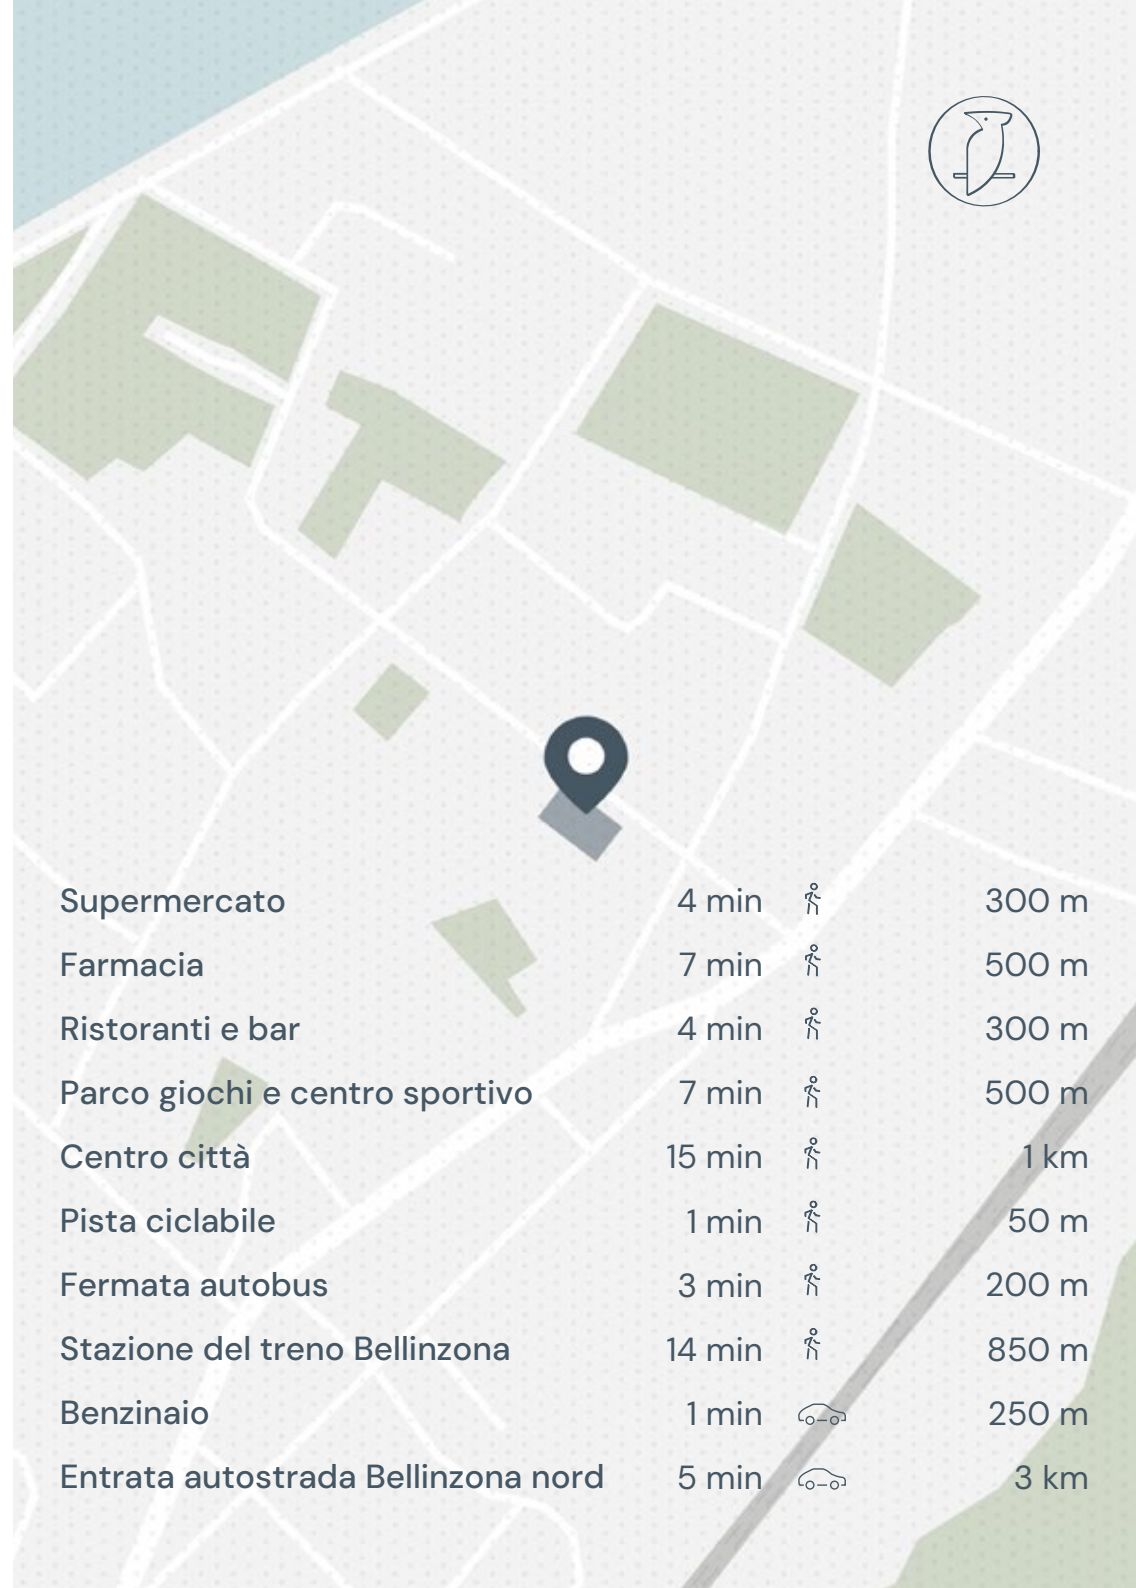 Supermercato 4 min 300 m
Farmacia 7 min 500 m
Ristoranti e bar 4 min 300 m
Parco giochi e centro sportivo 7 min 500 m
Centro città 15 min 1 km
Pista ciclabile 1 min 50 m
Fermata autobus 3 min 200 m
Stazione del treno Bellinzona 14 min 850 m
Benzinaio 1 min 250 m
Entrata autostrada Bellinzona nord 5 min 3 km